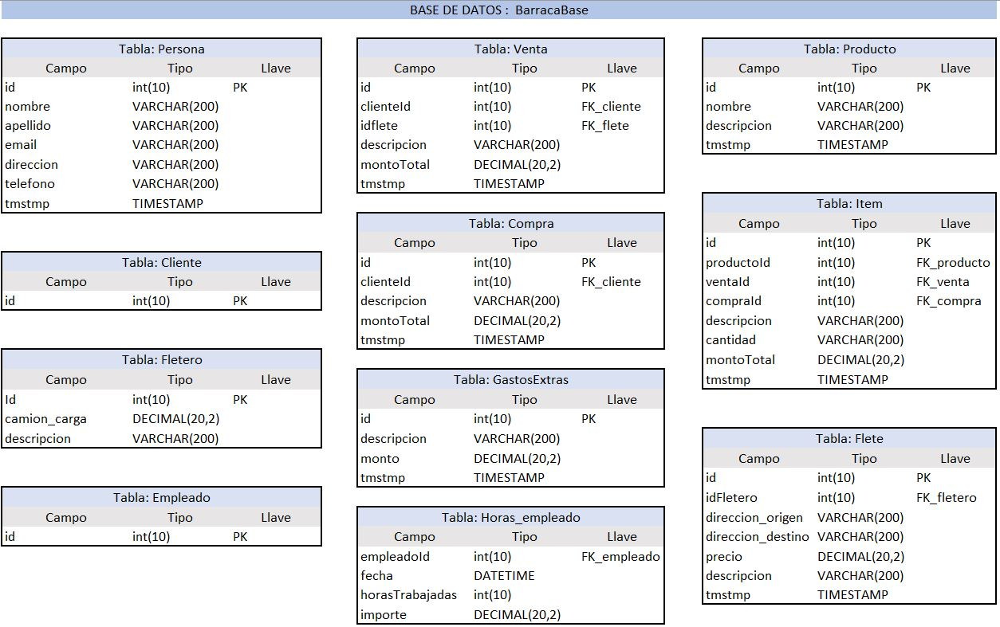 BASE DE DATOS : BarracaBase
Tabla: Persona
Campo Tipo Llave
id int(10) PK
nombre VARCHAR(200)
apellido VARCHAR(200)
email VARCHAR(200)
direccion VARCHAR(200)
telefono VARCHAR(200)
tmstmp TIMESTAMP
Tabla: Cliente
Campo Tipo Llave
id int(10) PK
Tabla: Fletero
Campo Tipo Llave
Id int(10) PK
camion_carga DECIMAL(20,2)
descripcion VARCHAR(200)
Tabla: Empleado
Campo Tipo Llave
id int(10) PK
Tabla: Venta
Campo Tipo Llave
id int(10) PK
clienteId int(10) FK_cliente
idflete int(10) FK_flete
descripcion VARCHAR(200)
montoTotal DECIMAL(20,2)
tmstmp TIMESTAMP
Tabla: Compra
Campo Tipo Llave
id int(10) PK
clienteId int(10) FK_cliente
descripcion VARCHAR(200)
montoTotal DECIMAL(20,2)
tmstmp TIMESTAMP
Tabla: GastosExtras
Campo Tipo Llave
id int(10) PK
descripcion VARCHAR(200)
monto DECIMAL(20,2)
tmstmp TIMESTAMP
Tabla: Horas_empleado
Campo Tipo Llave
empleadoId int(10) FK_empleado
fecha DATETIME
horasTrabajadas int(10)
importe DECIMAL(20,2)
Tabla: Producto
Campo Tipo Llave
id int(10) PK
nombre VARCHAR(200)
descripcion VARCHAR(200)
tmstmp TIMESTAMP
Tabla: Item
Campo Tipo Llave
id int(10) PK
productoId int(10) FK_producto
ventaId int(10) FK_venta
compraId int(10) FK_compra
descripcion VARCHAR(200)
cantidad VARCHAR(200)
montoTotal DECIMAL(20,2)
tmstmp TIMESTAMP
Tabla: Flete
Campo Tipo Llave
id int(10) PK
idFletero int(10) FK_fletero
direccion_origen VARCHAR(200)
direccion_destino VARCHAR(200)
precio DECIMAL(20,2)
descripcion VARCHAR(200)
tmstmp TIMESTAMP